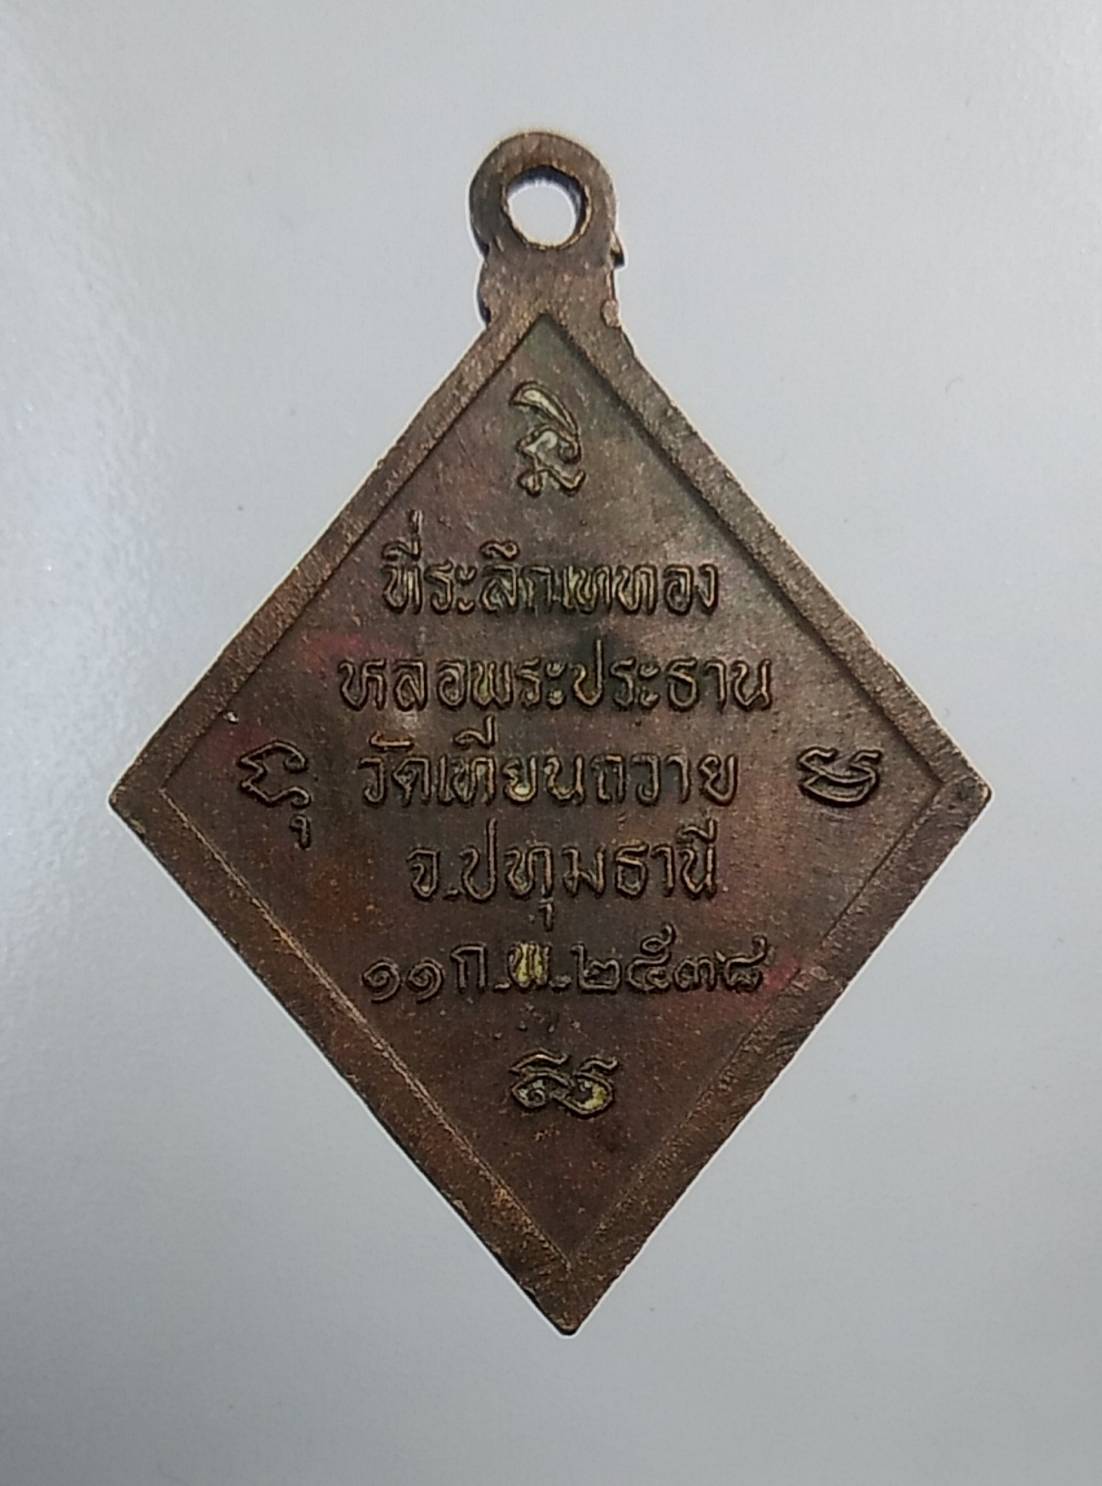 ที่ระลึกเททอง
หลอพระประธาน
วัดเทียนถวาย
จ.ปทุมธานี
๑๑ ก.พ.๒๕๓๘